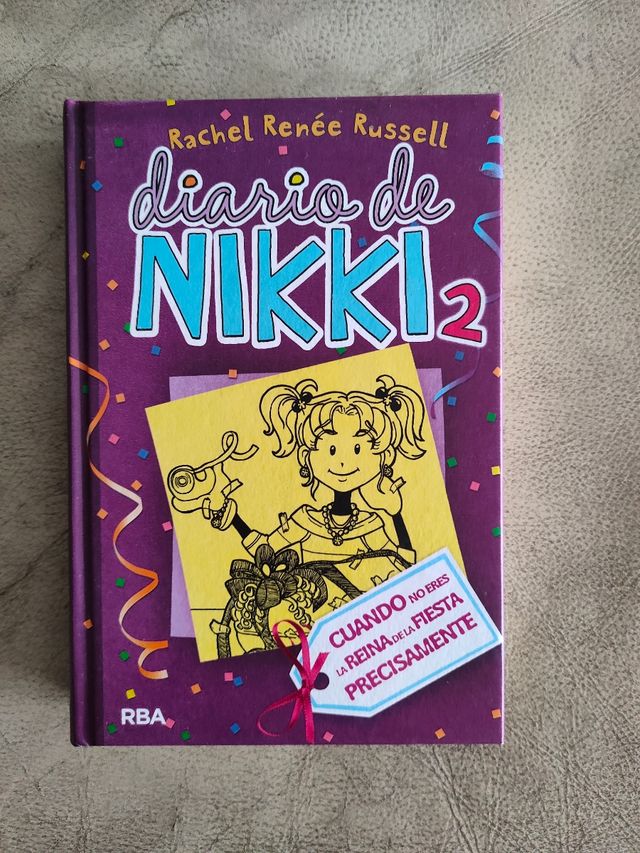 Rachel Renée Russell
diario de
NIKKI 2
CUANDO NO ERES
LA REINA DE LA FIESTA
PRECISAMENTE
RBA